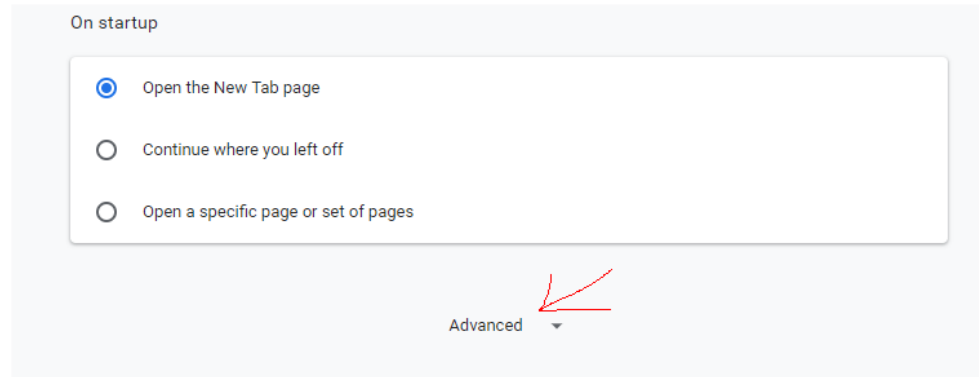 On startup
Open the New Tab page
Continue where you left off
Open a specific page or set of pages
Advanced